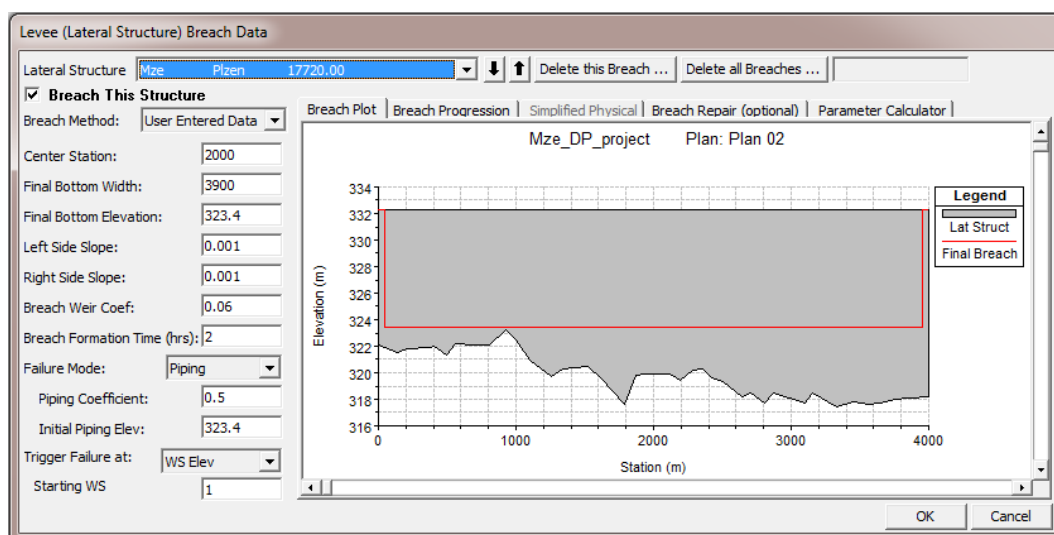 Levee (Lateral Structure) Breach Data
Lateral Structure Mze Plzen 17720.00 Delete this Breach ... Delete all Breaches ...
Breach This Structure
Breach Method: User Entered Data
Center Station: 2000
Final Bottom Width: 3900
Final Bottom Elevation: 323.4
Left Side Slope: 0.001
Right Side Slope: 0.001
Breach Weir Coef: 0.06
Breach Formation Time (hrs): 2
Failure Mode: Piping
Piping Coefficient: 0.5
Initial Piping Elev: 323.4
Trigger Failure at: WS Elev
Starting WS 1
Breach Plot Breach Progression Simplified Physical Breach Repair (optional) Parameter Calculator
Mze_DP_project Plan: Plan 02
334
332
330
328
326
324
322
320
318
316
Elevation (m)
0 1000 2000 3000 4000
Station (m)
Legend
Lat Struct
Final Breach
OK Cancel